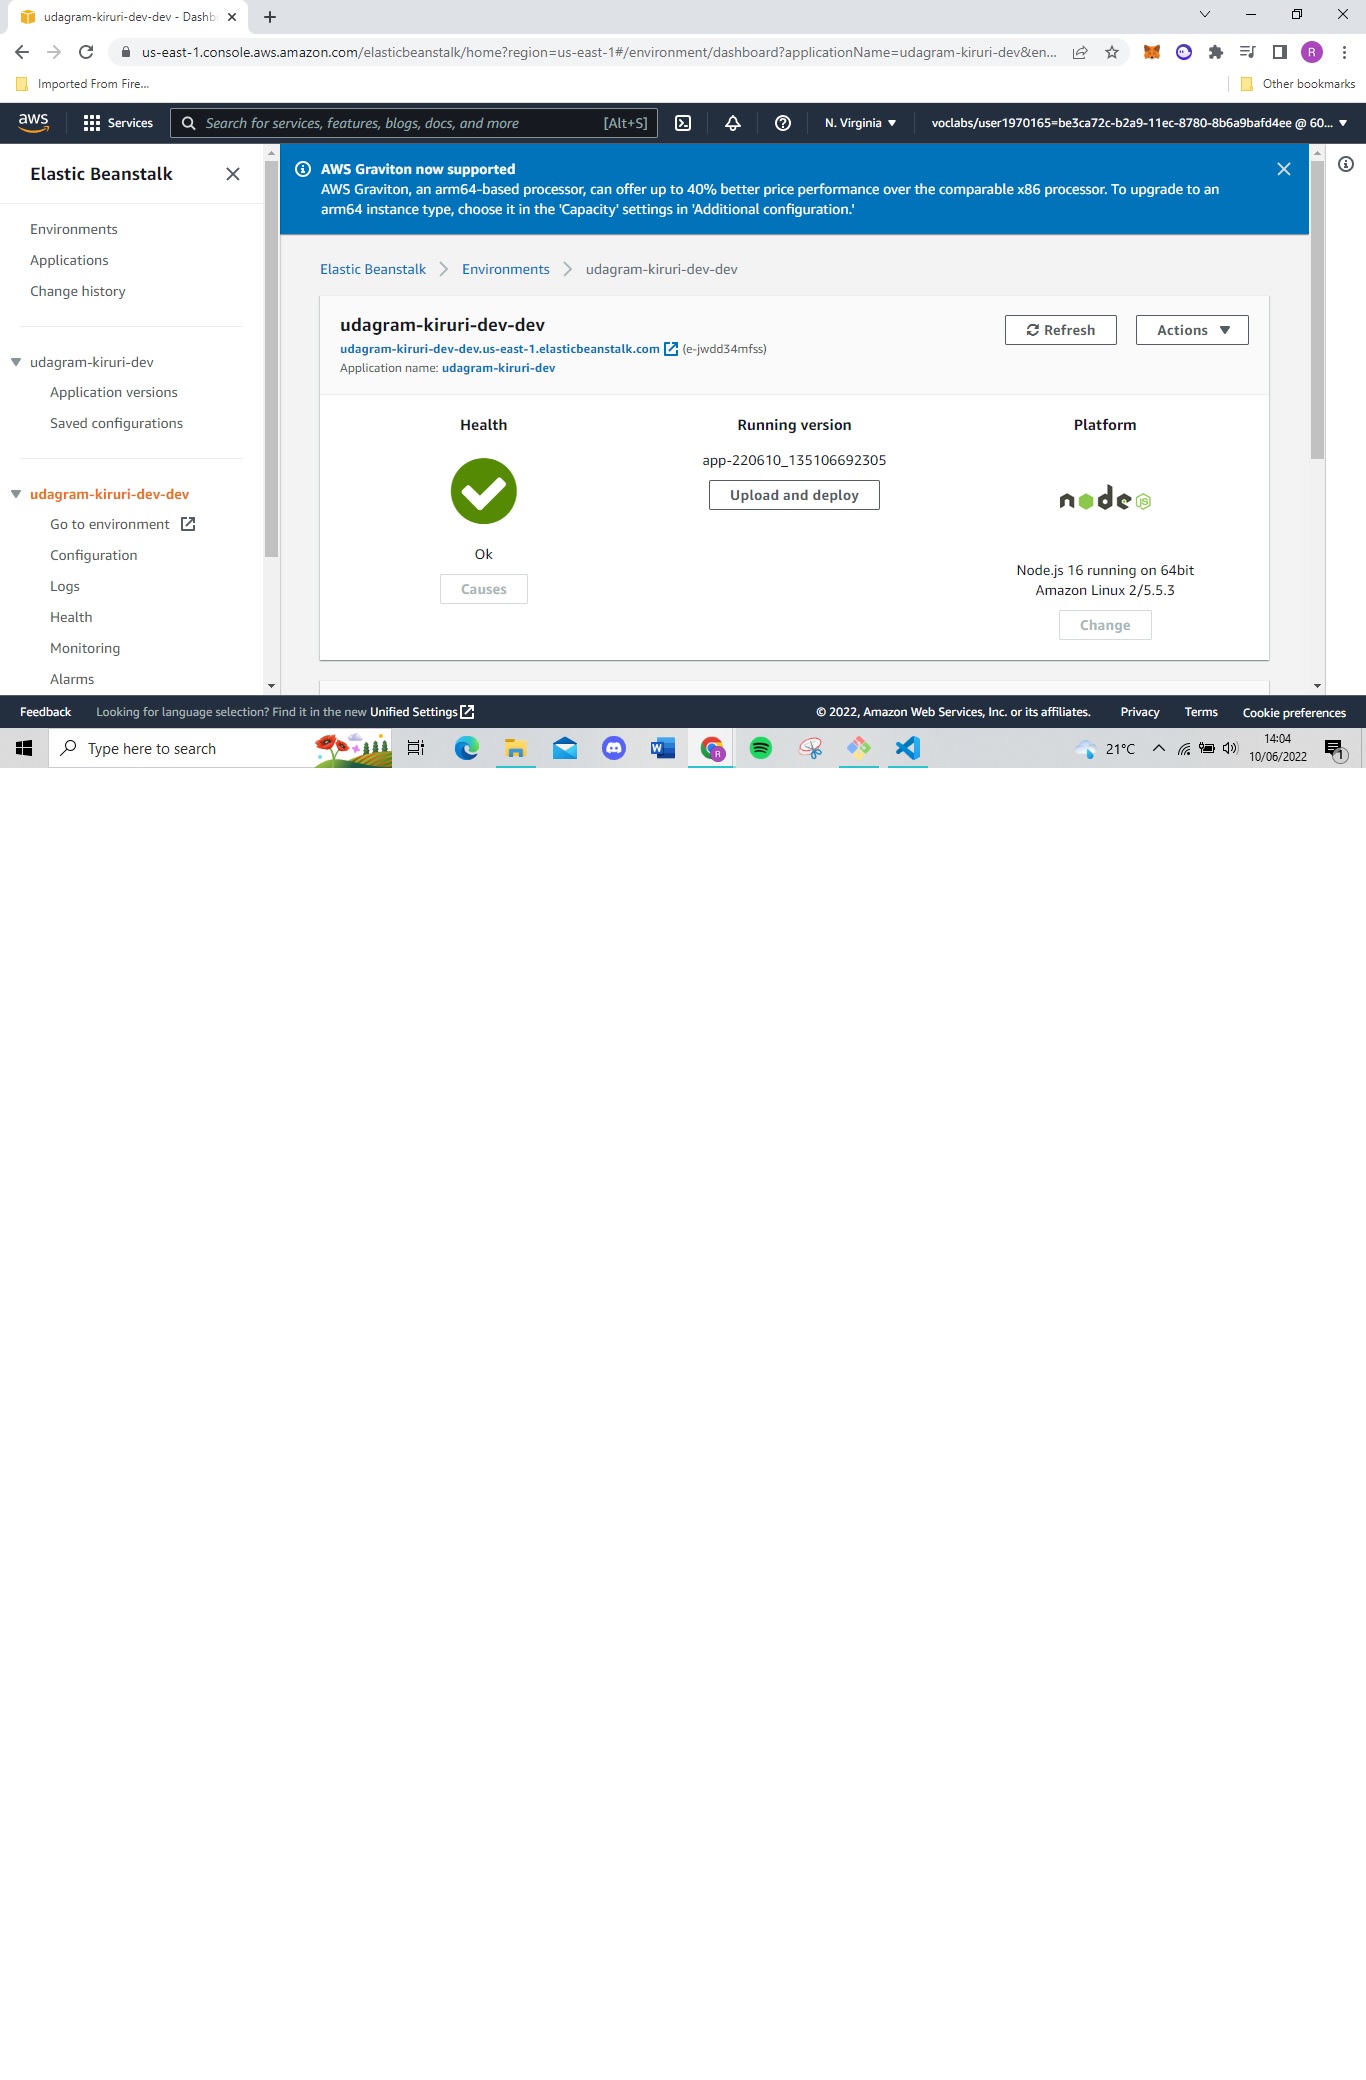 udagram-kiruri-dev-dev - Dashb
us-east-1.console.aws.amazon.com/elasticbeanstalk/home?region=us-east-1#/environment/dashboard?applicationName=udagram-kiruri-dev&en...
R
Imported From Fire...
Other bookmarks
aws
Services
Search for services, features, blogs, docs, and more
[Alt+S]
N. Virginia
voclabs/user1970165=be3ca72c-b2a9-11ec-8780-8b6a9bafd4ee @ 60...
Elastic Beanstalk
Environments
Applications
Change history
udagram-kiruri-dev
Application versions
Saved configurations
udagram-kiruri-dev-dev
Go to environment
Configuration
Logs
Health
Monitoring
Alarms
AWS Graviton now supported
AWS Graviton, an arm64-based processor, can offer up to 40% better price performance over the comparable x86 processor. To upgrade to an
arm64 instance type, choose it in the 'Capacity' settings in 'Additional configuration.'
Elastic Beanstalk > Environments > udagram-kiruri-dev-dev
udagram-kiruri-dev-dev
udagram-kiruri-dev-dev.us-east-1.elasticbeanstalk.com (e-jwdd34mfss)
Application name: udagram-kiruri-dev
Refresh
Actions
Health
Ok
Causes
Running version
app-220610_135106692305
Upload and deploy
Platform
node JS
Node.js 16 running on 64bit
Amazon Linux 2/5.5.3
Change
Feedback
Looking for language selection? Find it in the new Unified Settings
© 2022, Amazon Web Services, Inc. or its affiliates.
Privacy
Terms
Cookie preferences
Type here to search
W
R
21°C
14:04
10/06/2022
1